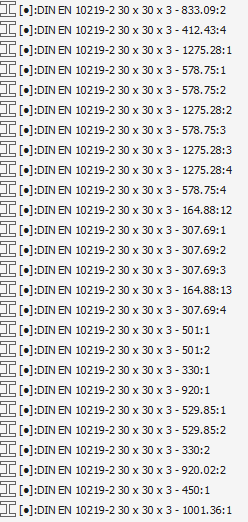 [•]:DIN EN 10219-2 30 x 30 x 3 - 833.09:2
[•]:DIN EN 10219-2 30 x 30 x 3 - 412.43:4
[•]:DIN EN 10219-2 30 x 30 x 3 - 1275.28:1
[•]:DIN EN 10219-2 30 x 30 x 3 - 578.75:1
[•]:DIN EN 10219-2 30 x 30 x 3 - 578.75:2
[•]:DIN EN 10219-2 30 x 30 x 3 - 1275.28:2
[•]:DIN EN 10219-2 30 x 30 x 3 - 578.75:3
[•]:DIN EN 10219-2 30 x 30 x 3 - 1275.28:3
[•]:DIN EN 10219-2 30 x 30 x 3 - 1275.28:4
[•]:DIN EN 10219-2 30 x 30 x 3 - 578.75:4
[•]:DIN EN 10219-2 30 x 30 x 3 - 164.88:12
[•]:DIN EN 10219-2 30 x 30 x 3 - 307.69:1
[•]:DIN EN 10219-2 30 x 30 x 3 - 307.69:2
[•]:DIN EN 10219-2 30 x 30 x 3 - 307.69:3
[•]:DIN EN 10219-2 30 x 30 x 3 - 164.88:13
[•]:DIN EN 10219-2 30 x 30 x 3 - 307.69:4
[•]:DIN EN 10219-2 30 x 30 x 3 - 501:1
[•]:DIN EN 10219-2 30 x 30 x 3 - 501:2
[•]:DIN EN 10219-2 30 x 30 x 3 - 330:1
[•]:DIN EN 10219-2 30 x 30 x 3 - 920:1
[•]:DIN EN 10219-2 30 x 30 x 3 - 529.85:1
[•]:DIN EN 10219-2 30 x 30 x 3 - 529.85:2
[•]:DIN EN 10219-2 30 x 30 x 3 - 330:2
[•]:DIN EN 10219-2 30 x 30 x 3 - 920.02:2
[•]:DIN EN 10219-2 30 x 30 x 3 - 450:1
[•]:DIN EN 10219-2 30 x 30 x 3 - 1001.36:1